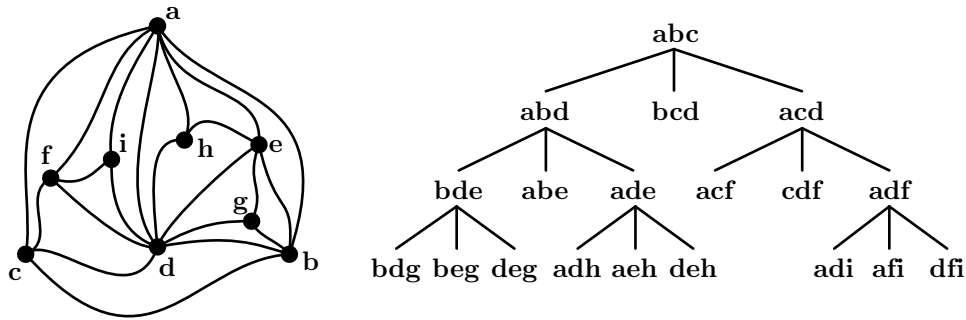 a
f i h e
g
c d b
abc
abd bcd acd
bde abe ade acf cdf adf
bdg beg deg adh aeh deh adi afi dfi